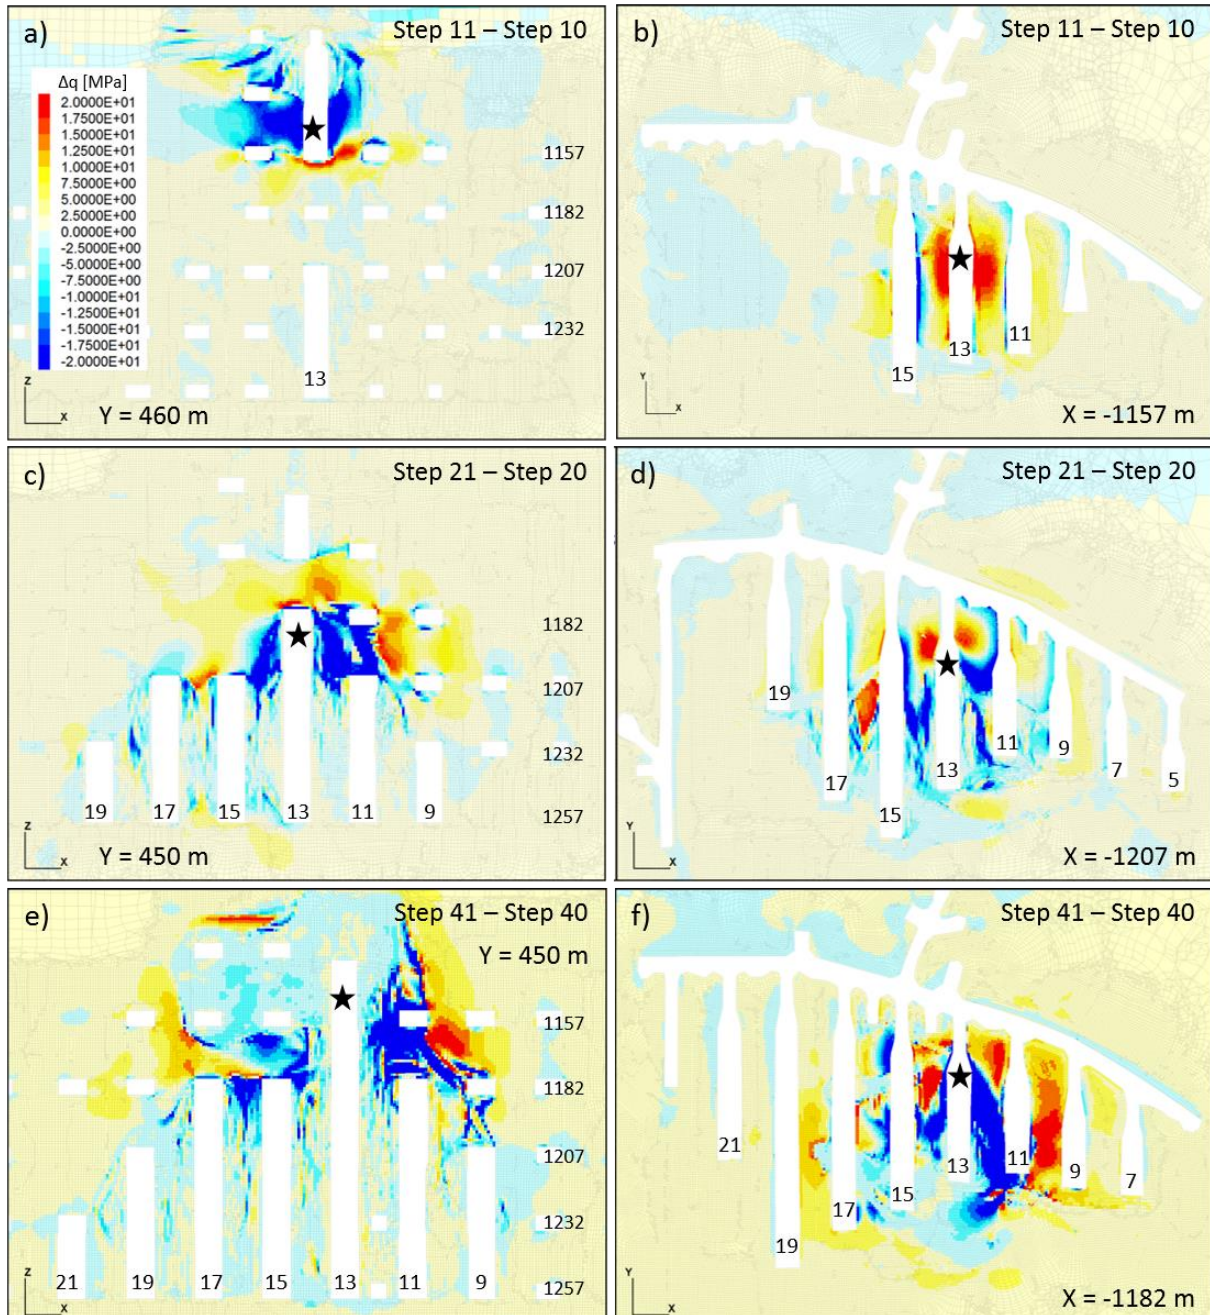 a)
Step 11 – Step 10
Δq [MPa]
2.0000E+01
1.7500E+01
1.5000E+01
1.2500E+01
1.0000E+01
7.5000E+00
5.0000E+00
2.5000E+00
0.0000E+00
-2.5000E+00
-5.0000E+00
-7.5000E+00
-1.0000E+01
-1.2500E+01
-1.5000E+01
-1.7500E+01
-2.0000E+01
1157
1182
1207
1232
13
Z
X
Y = 460 m
b)
Step 11 – Step 10
15
13
11
Y
X
X = -1157 m
c)
Step 21 – Step 20
1182
1207
1232
1257
19
17
15
13
11
9
Z
X
Y = 450 m
d)
Step 21 – Step 20
19
17
15
13
11
9
7
5
Y
X
X = -1207 m
e)
Step 41 – Step 40
Y = 450 m
1157
1182
1207
1232
1257
21
19
17
15
13
11
9
Z
X
f)
Step 41 – Step 40
21
19
17
15
13
11
9
7
Y
X
X = -1182 m